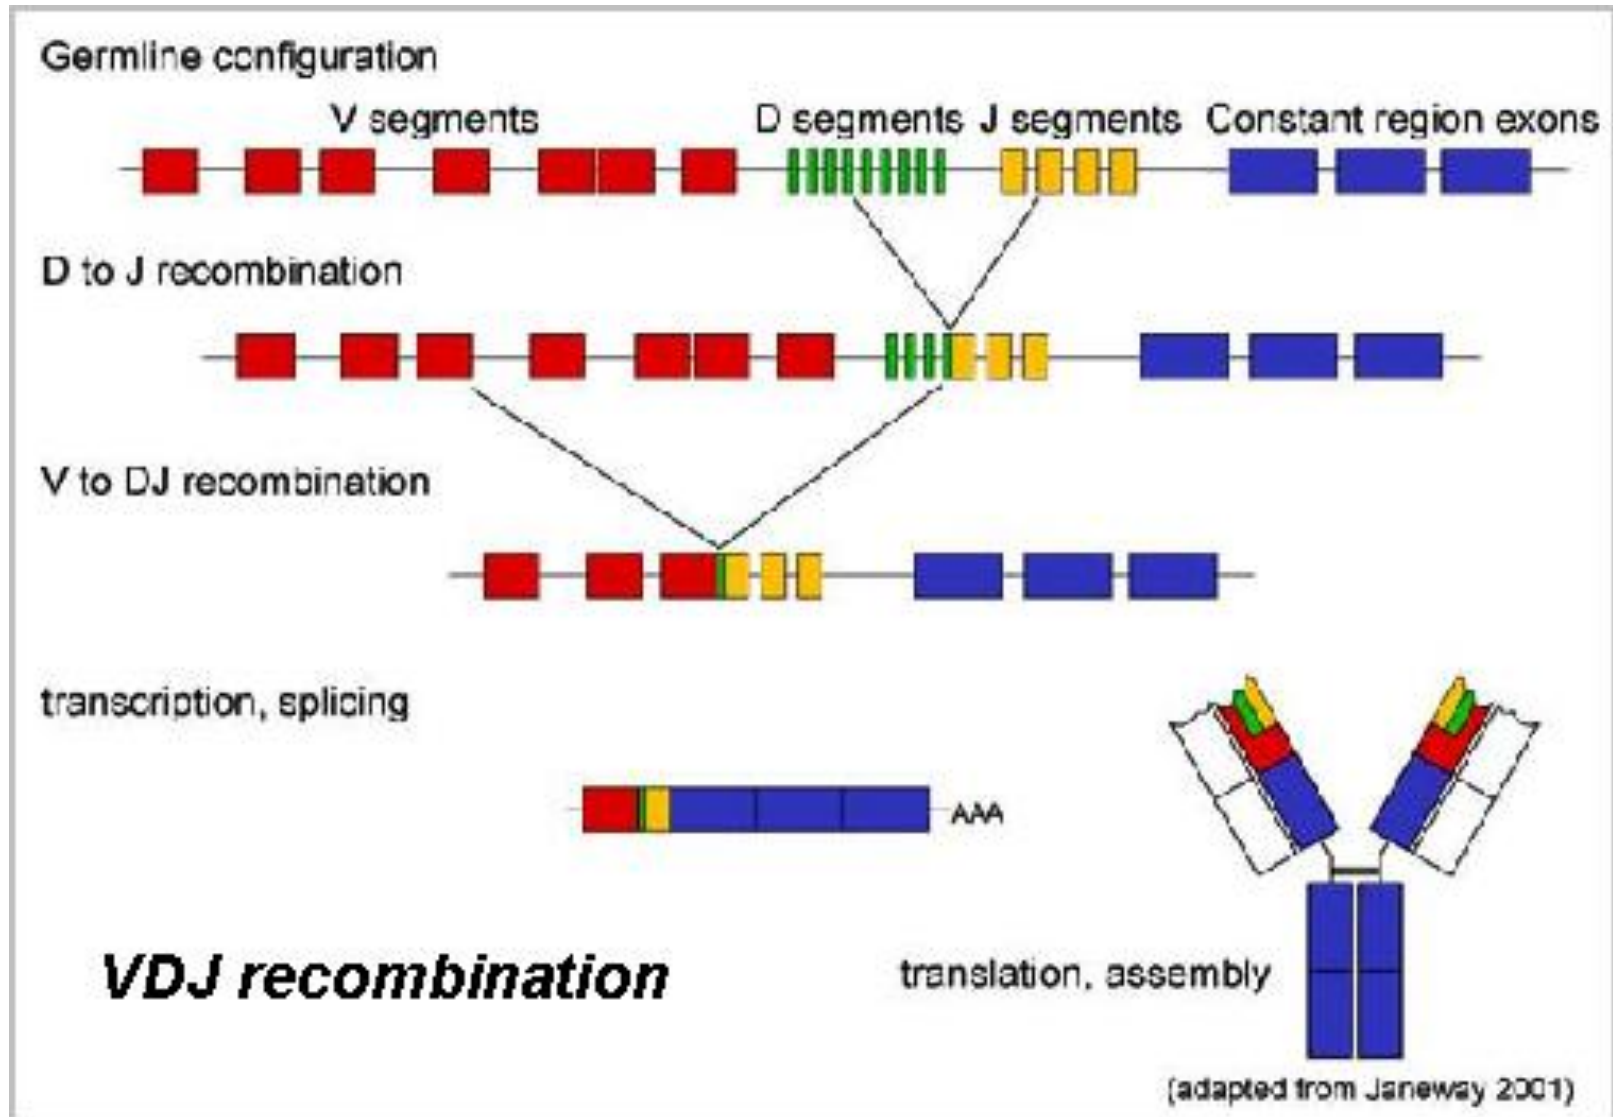 Germline configuration
V segments
D segments
J segments
Constant region exons
D to J recombination
V to DJ recombination
transcription, splicing
AAA
VDJ recombination
translation, assembly
(adapted from Janeway 2001)